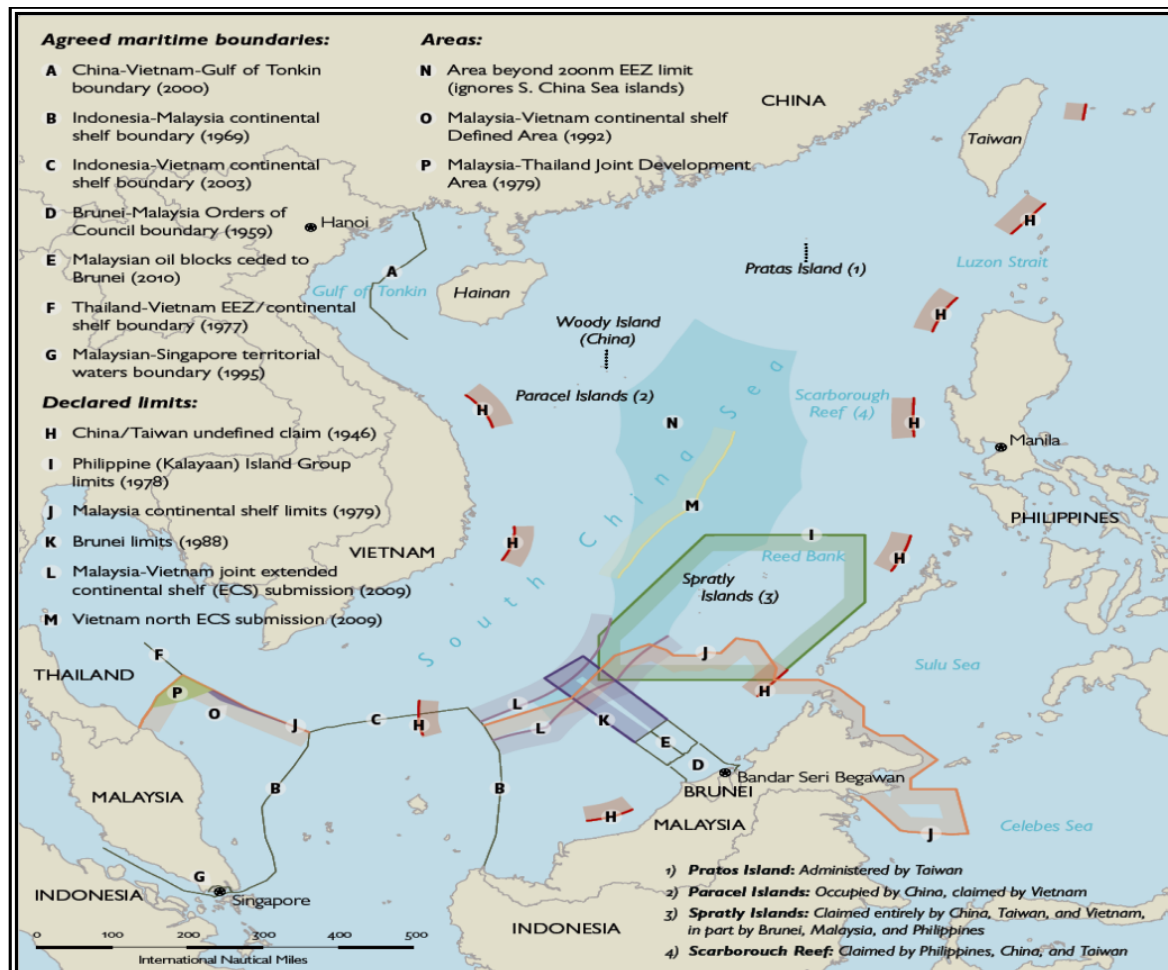 Agreed maritime boundaries:
A China-Vietnam-Gulf of Tonkin
boundary (2000)
B Indonesia-Malaysia continental
shelf boundary (1969)
C Indonesia-Vietnam continental
shelf boundary (2003)
D Brunei-Malaysia Orders of
Council boundary (1959)
E Malaysian oil blocks ceded to
Brunei (2010)
F Thailand-Vietnam EEZ/continental
shelf boundary (1977)
G Malaysian-Singapore territorial
waters boundary (1995)
Declared limits:
H China/Taiwan undefined claim (1946)
I Philippine (Kalayaan) Island Group
limits (1978)
J Malaysia continental shelf limits (1979)
K Brunei limits (1988)
L Malaysia-Vietnam joint extended
continental shelf (ECS) submission (2009)
M Vietnam north ECS submission (2009)
Areas:
N Area beyond 200nm EEZ limit
(ignores S. China Sea islands)
O Malaysia-Vietnam continental shelf
Defined Area (1992)
P Malaysia-Thailand Joint Development
Area (1979)
CHINA
Taiwan
Hanoi
A
Gulf of Tonkin
Hainan
Pratas Island (1)
Luzon Strait
H
H
Woody Island
(China)
Paracel Islands (2)
H
N
Scarborough
Reef (4)
H
Manila
South China Sea
M
PHILIPPINES
VIETNAM
H
I
Reed Bank
H
Spratly
Islands (3)
THAILAND
F
P
O
J
C
H
L
L
K
J
H
Sulu Sea
E
D
B
B
Bandar Seri Begawan
BRUNEI
MALAYSIA
H
MALAYSIA
J
Celebes Sea
G
INDONESIA
Singapore
INDONESIA
0 100 200 300 400 500
International Nautical Miles
1) Pratos Island: Administered by Taiwan
2) Paracel Islands: Occupied by China, claimed by Vietnam
3) Spratly Islands: Claimed entirely by China, Taiwan, and Vietnam,
in part by Brunei, Malaysia, and Philippines
4) Scarborouch Reef: Claimed by Philippines, China, and Taiwan